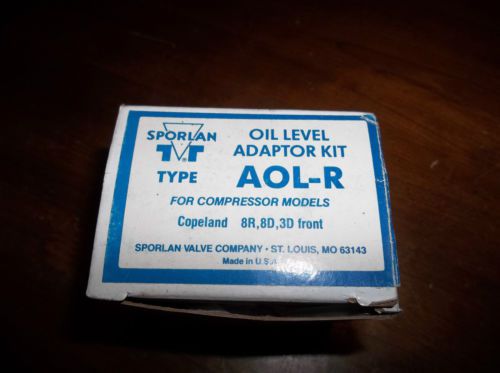 SPORLAN
OIL LEVEL
ADAPTOR KIT
TYPE AOL-R
FOR COMPRESSOR MODELS
Copeland 8R,8D,3D front
SPORLAN VALVE COMPANY • ST. LOUIS, MO 63143
Made in U.S.A.